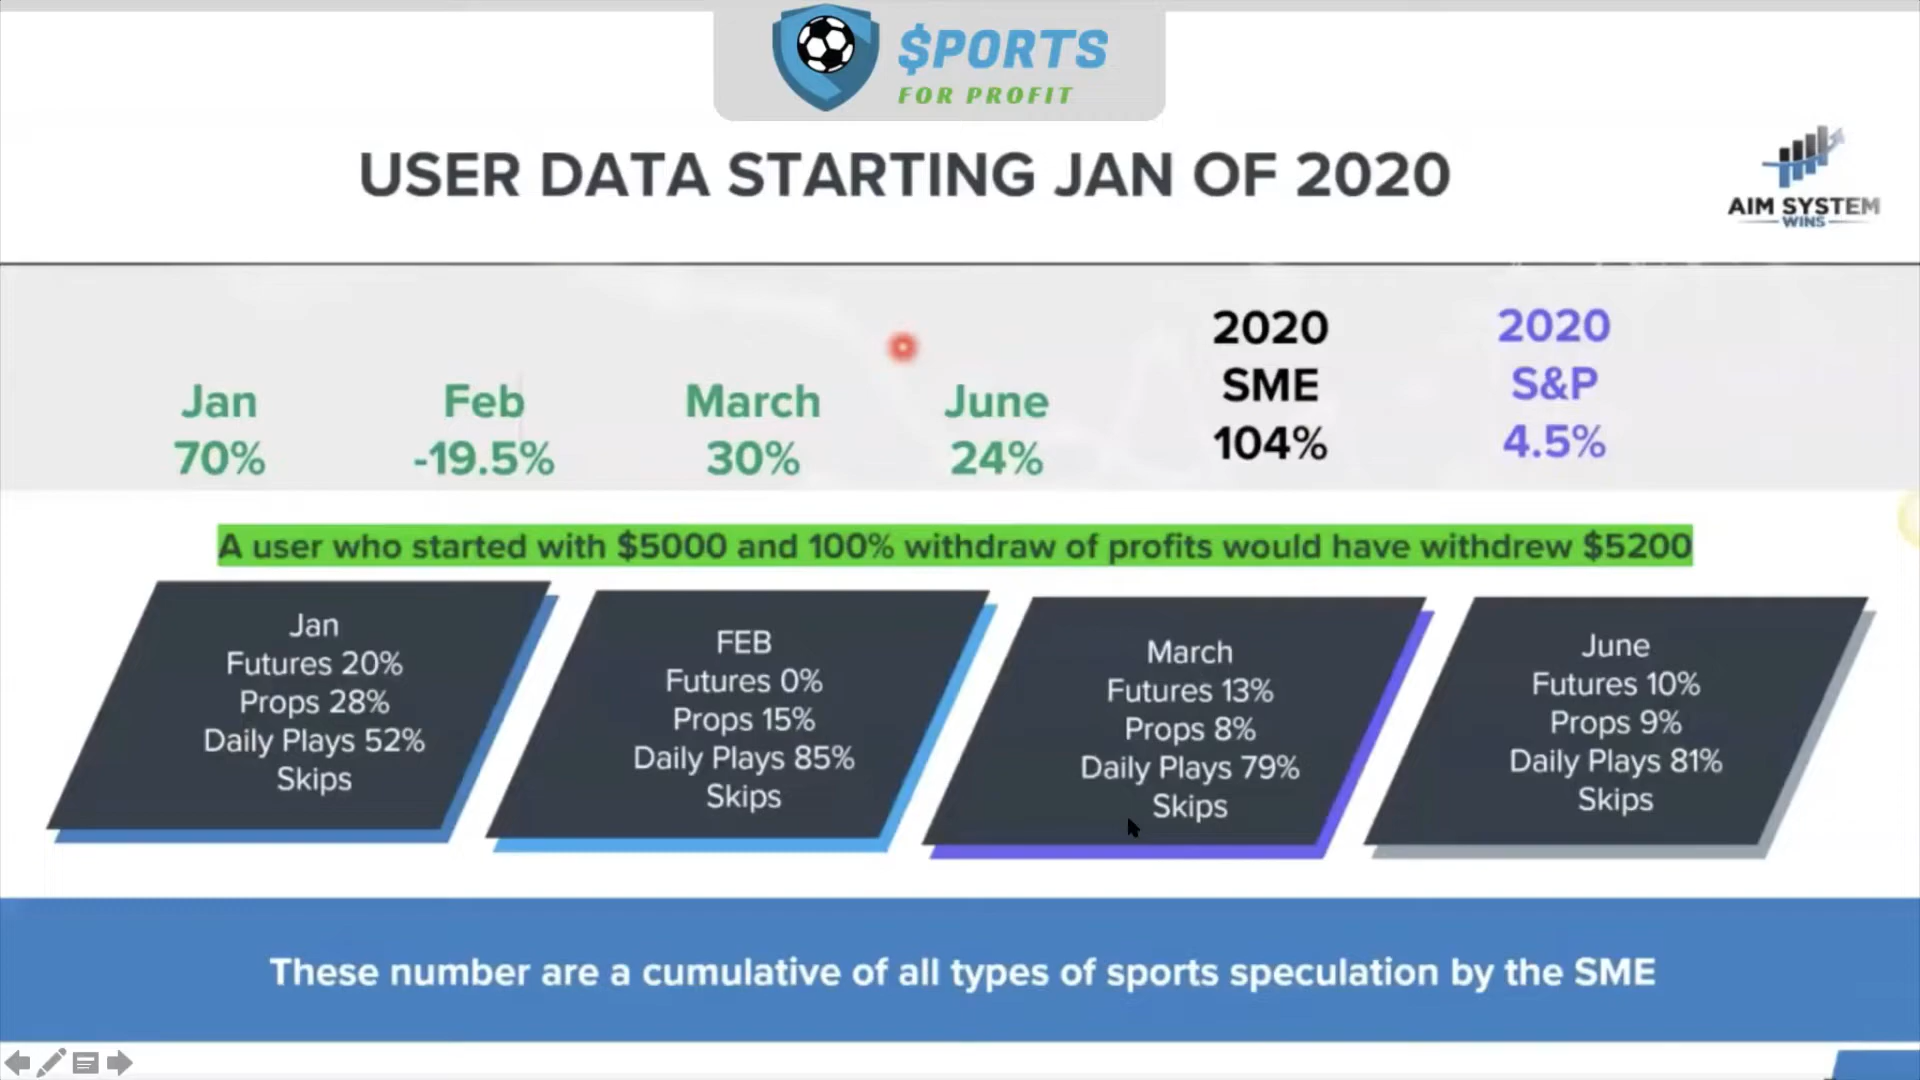 $PORTS
FOR PROFIT
USER DATA STARTING JAN OF 2020
AIM SYSTEM
WINS
Jan
70%
Feb
-19.5%
March
30%
June
24%
2020
SME
104%
2020
S&P
4.5%
A user who started with $5000 and 100% withdraw of profits would have withdrew $5200
Jan
Futures 20%
Props 28%
Daily Plays 52%
Skips
FEB
Futures 0%
Props 15%
Daily Plays 85%
Skips
March
Futures 13%
Props 8%
Daily Plays 79%
Skips
June
Futures 10%
Props 9%
Daily Plays 81%
Skips
These number are a cumulative of all types of sports speculation by the SME